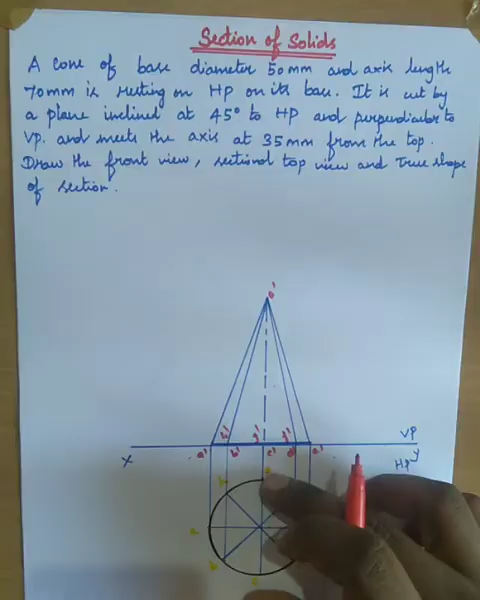 Section of Solids
A cone of base diameter 50mm and axis length
70mm is resting on HP on its base. It is cut by
a plane inclined at 45° to HP and perpendicular to
VP. and meets the axis at 35mm from the top.
Draw the front view, sectional top view and True shape
of section.
o'
h' g' f'
VP
a' b' c' d' e'
X
HP
Y
h
a
b
c